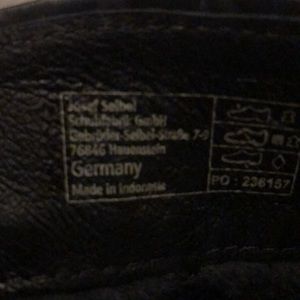 Josef Seibel
Schuhfabrik GmbH
Gebrüder-Seibel-Straße 7-9
76846 Hauenstein
Germany
Made in Indonesia
PO : 236157